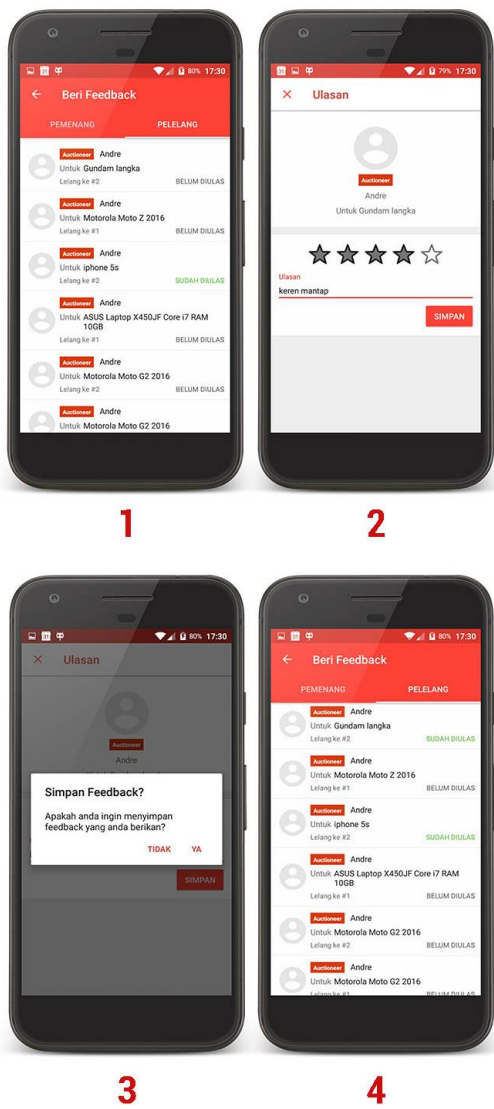 80% 17:30
Beri Feedback
PEMENANG PELELANG
Auctioneer Andre
Untuk Gundam langka
Lelang ke #2 BELUM DIULAS
Auctioneer Andre
Untuk Motorola Moto Z 2016
Lelang ke #1 BELUM DIULAS
Auctioneer Andre
Untuk iphone 5s
Lelang ke #2 SUDAH DIULAS
Auctioneer Andre
Untuk ASUS Laptop X450JF Core i7 RAM
10GB
Lelang ke #1 BELUM DIULAS
Auctioneer Andre
Untuk Motorola Moto G2 2016
Lelang ke #2 BELUM DIULAS
Auctioneer Andre
Untuk Motorola Moto G2 2016
1
31 79% 17:30
Ulasan
Auctioneer
Andre
Untuk Gundam langka
Ulasan
keren mantap
SIMPAN
2
31 80% 17:30
Ulasan
Auctioneer
Andre
Simpan Feedback?
Apakah anda ingin menyimpan
feedback yang anda berikan?
TIDAK YA
SIMPAN
3
31 80% 17:30
Beri Feedback
PEMENANG PELELANG
Auctioneer Andre
Untuk Gundam langka
Lelang ke #2 SUDAH DIULAS
Auctioneer Andre
Untuk Motorola Moto Z 2016
Lelang ke #1 BELUM DIULAS
Auctioneer Andre
Untuk iphone 5s
Lelang ke #2 SUDAH DIULAS
Auctioneer Andre
Untuk ASUS Laptop X450JF Core i7 RAM
10GB
Lelang ke #1 BELUM DIULAS
Auctioneer Andre
Untuk Motorola Moto G2 2016
Lelang ke #2 BELUM DIULAS
Auctioneer Andre
Untuk Motorola Moto G2 2016
Lelang ke #1 BELUM DIULAS
4